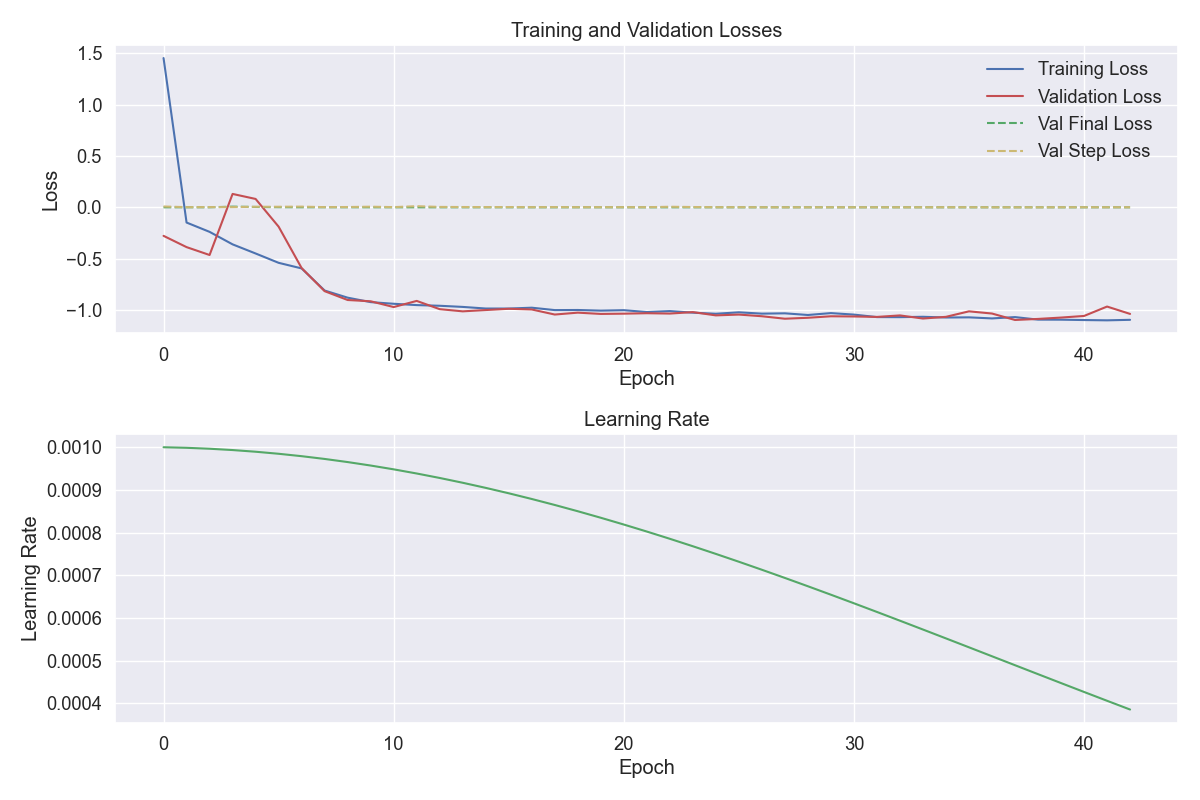 Training and Validation Losses
1.5
1.0
0.5
0.0
−0.5
−1.0
Loss
Training Loss
Validation Loss
Val Final Loss
Val Step Loss
0 10 20 30 40
Epoch
Learning Rate
0.0010
0.0009
0.0008
0.0007
0.0006
0.0005
0.0004
Learning Rate
0 10 20 30 40
Epoch